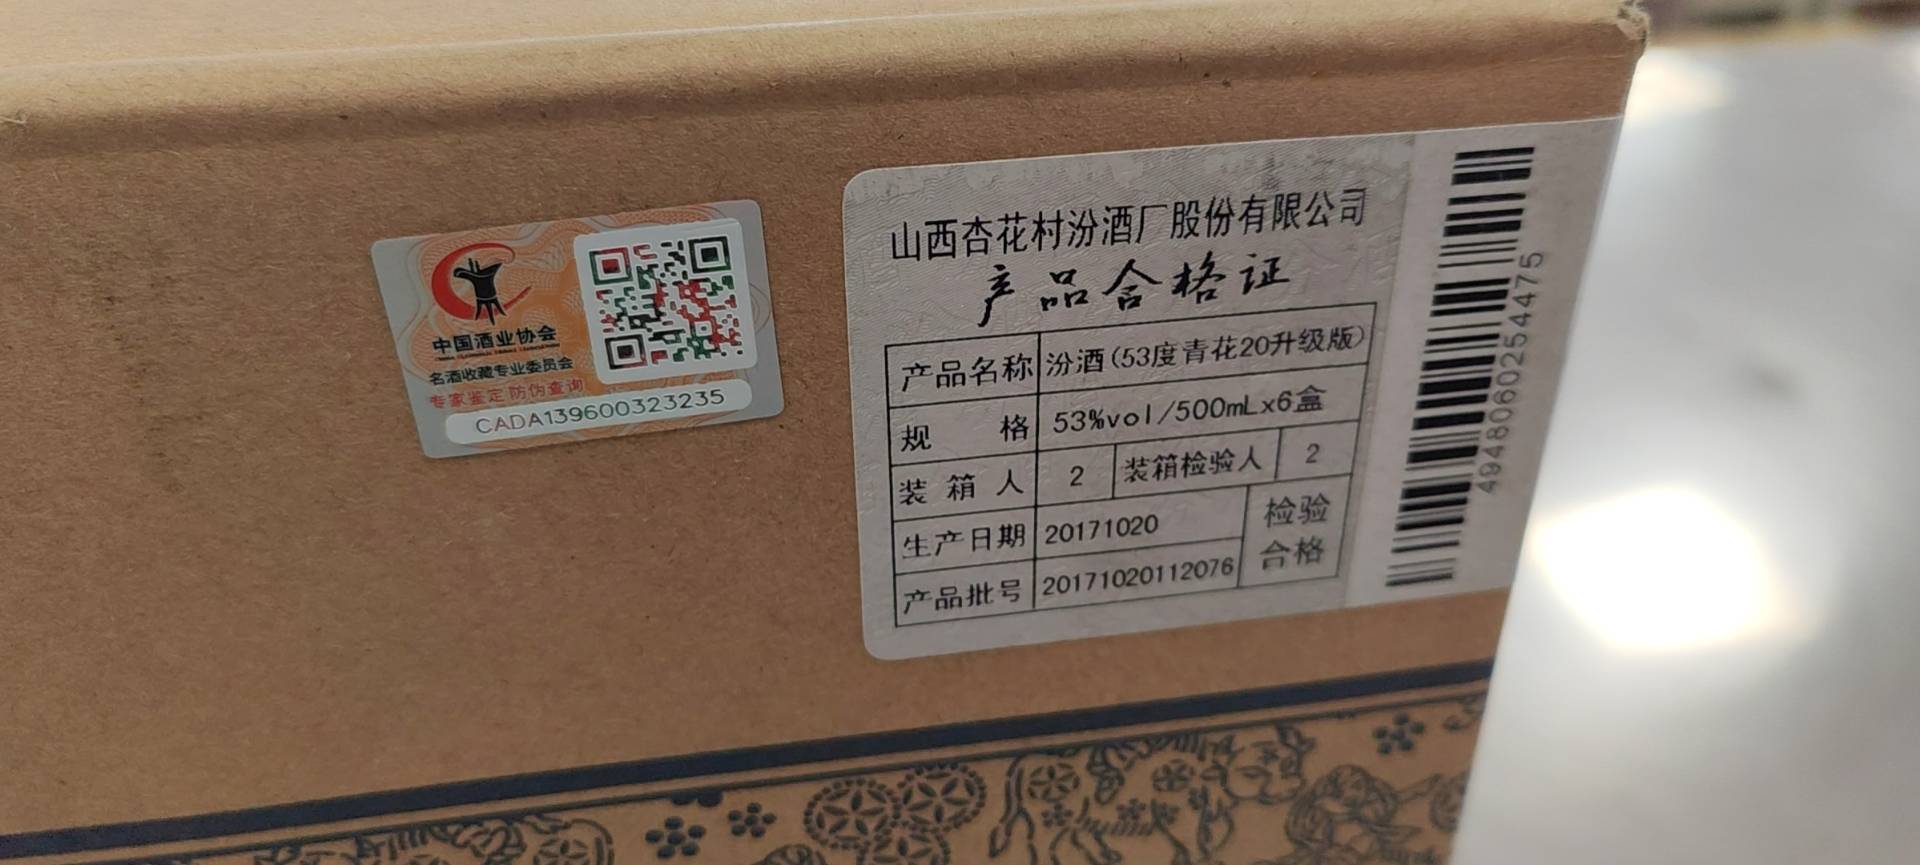 中国酒业协会
名酒收藏专业委员会
专家鉴定防伪查询
CADA139600323235
山西杏花村汾酒厂股份有限公司
产品合格证
产品名称 汾酒(53度青花20升级版)
规格 53%vol/500mL×6盒
装箱人 2 装箱检验人 2
生产日期 20171020
产品批号 20171020112076
检验
合格
4948060254475